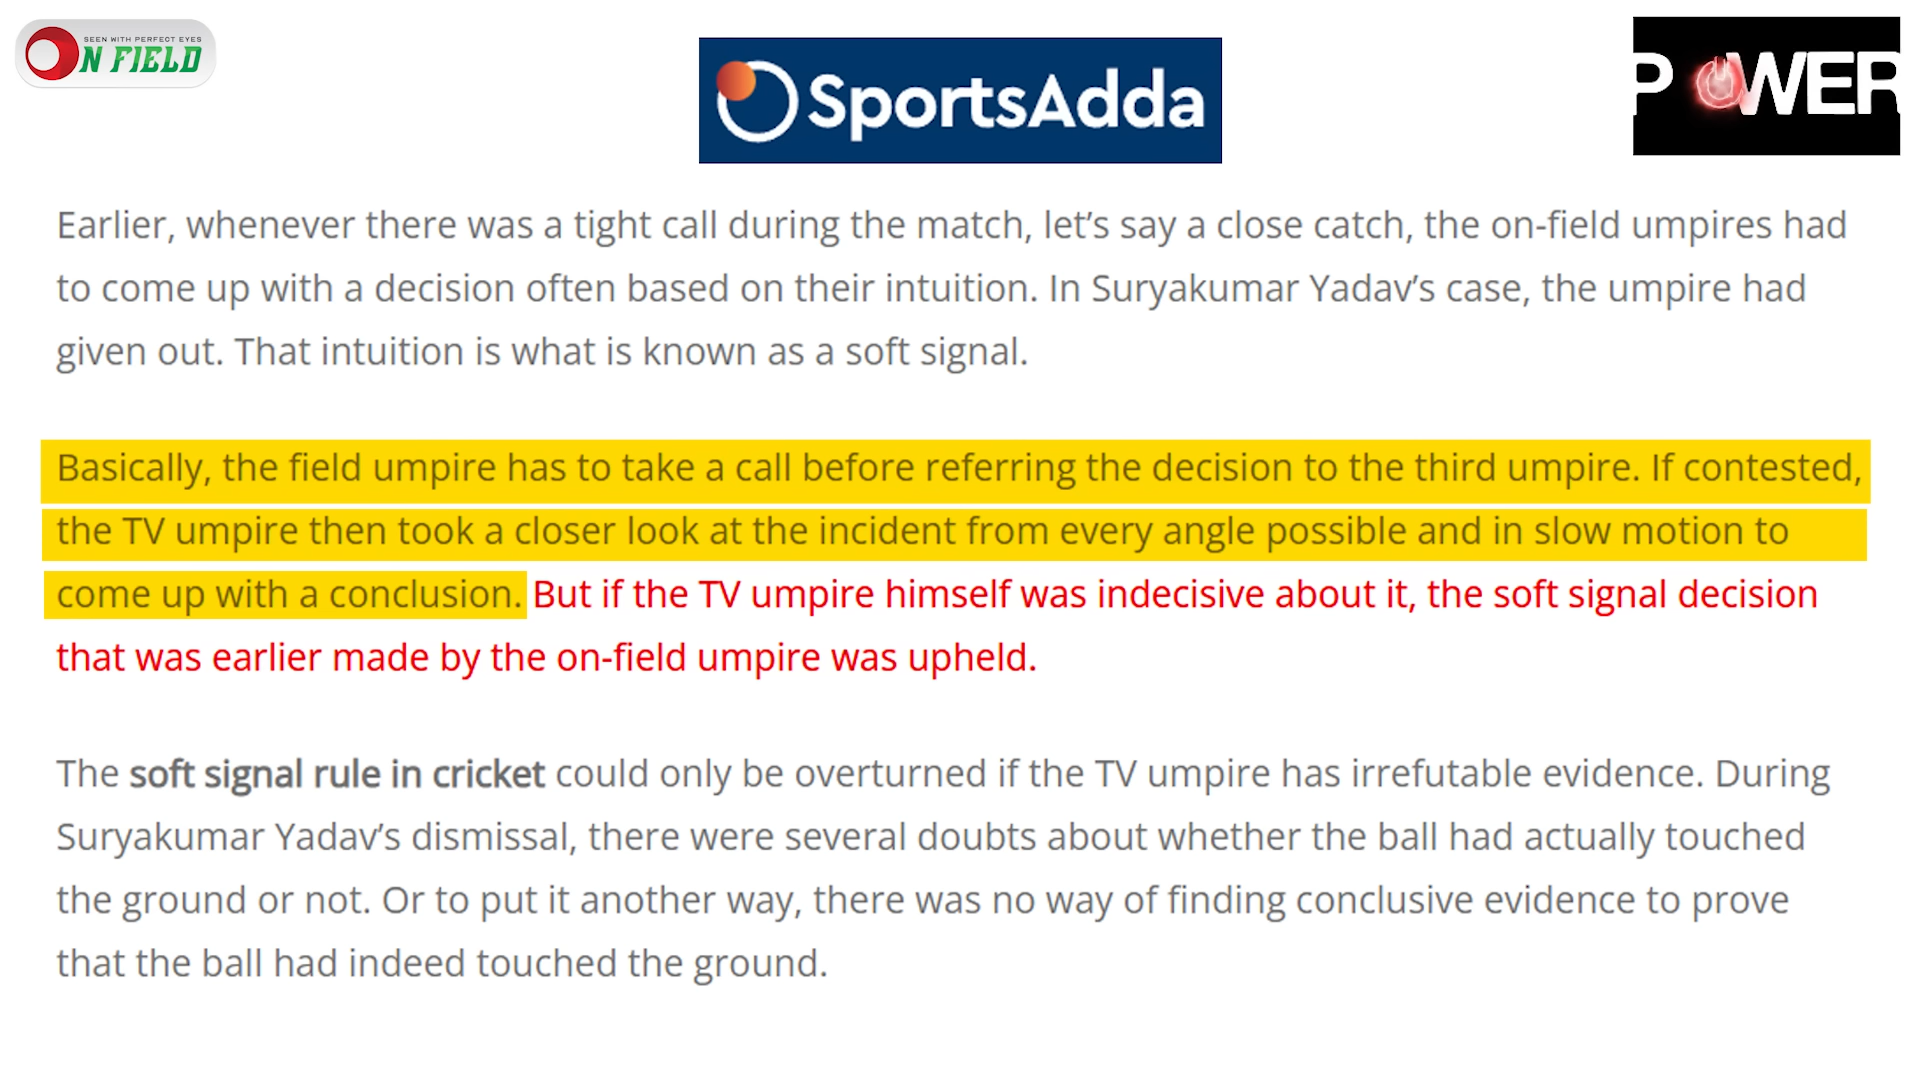 SEEN WITH PERFECT EYES
ON FIELD
SportsAdda
POWER
Earlier, whenever there was a tight call during the match, let’s say a close catch, the on-field umpires had
to come up with a decision often based on their intuition. In Suryakumar Yadav’s case, the umpire had
given out. That intuition is what is known as a soft signal.
Basically, the field umpire has to take a call before referring the decision to the third umpire. If contested,
the TV umpire then took a closer look at the incident from every angle possible and in slow motion to
come up with a conclusion. But if the TV umpire himself was indecisive about it, the soft signal decision
that was earlier made by the on-field umpire was upheld.
The soft signal rule in cricket could only be overturned if the TV umpire has irrefutable evidence. During
Suryakumar Yadav’s dismissal, there were several doubts about whether the ball had actually touched
the ground or not. Or to put it another way, there was no way of finding conclusive evidence to prove
that the ball had indeed touched the ground.